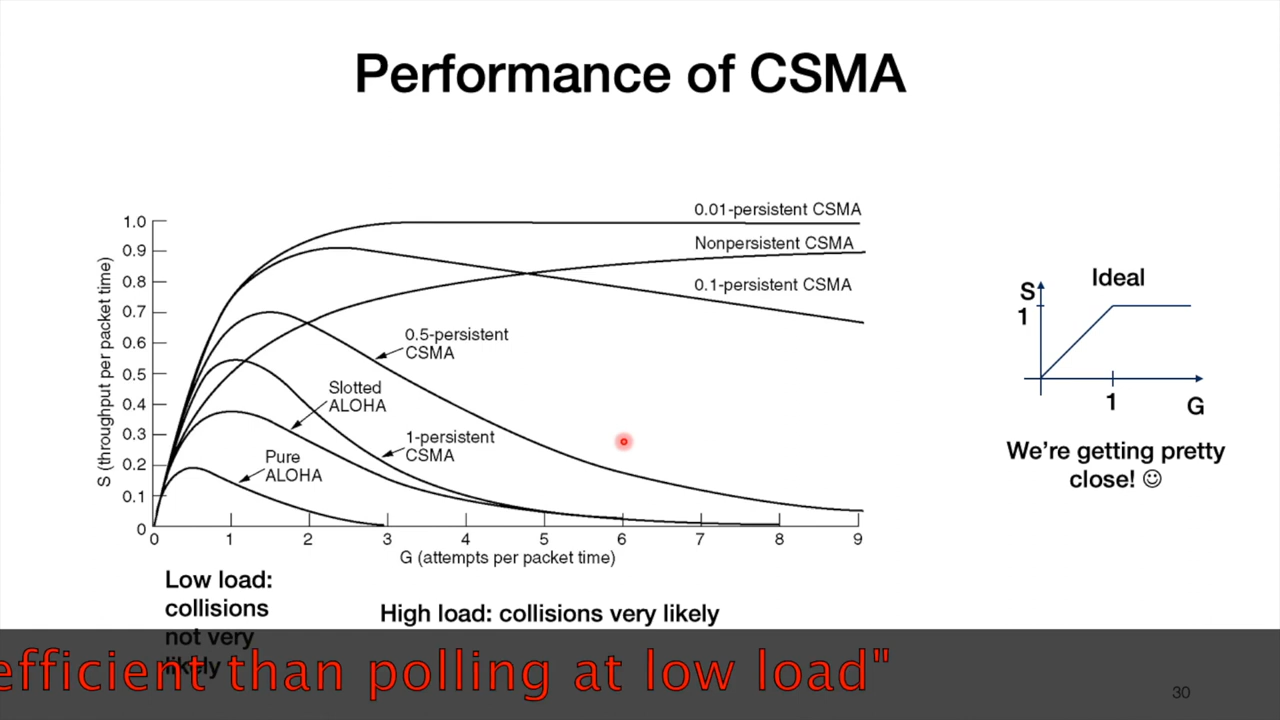 Performance of CSMA
S (throughput per packet time)
1.0
0.9
0.8
0.7
0.6
0.5
0.4
0.3
0.2
0.1
0
0 1 2 3 4 5 6 7 8 9
G (attempts per packet time)
0.01-persistent CSMA
Nonpersistent CSMA
0.1-persistent CSMA
0.5-persistent
CSMA
Slotted
ALOHA
1-persistent
CSMA
Pure
ALOHA
Ideal
S
1
1
G
We're getting pretty
close! ☺
Low load:
collisions
not very
likely
High load: collisions very likely
efficient than polling at low load"
30